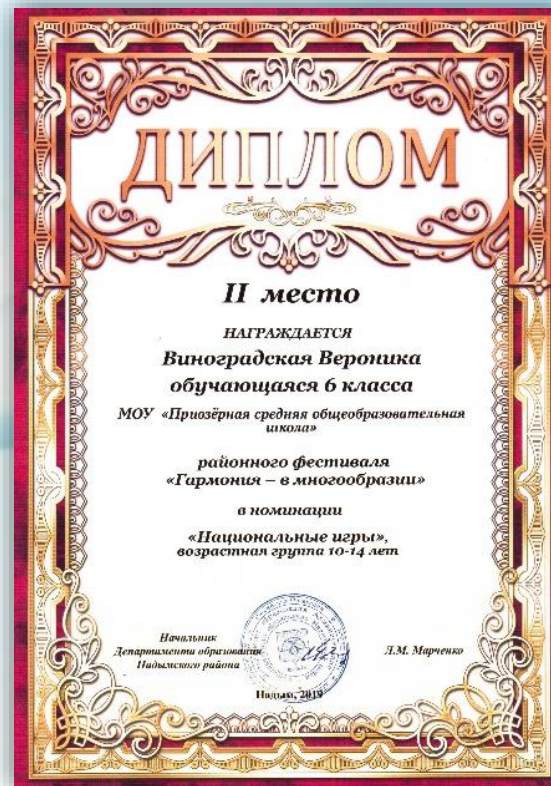 ДИПЛОМ
II место
НАГРАЖДАЕТСЯ
Виноградская Вероника
обучающаяся 6 класса
МОУ «Приозёрная средняя общеобразовательная
школа»
районного фестиваля
«Гармония – в многообразии»
в номинации
«Национальные игры»,
возрастная группа 10-14 лет
Начальник
Департамента образования
Надымского района
Л.М. Марченко
Надым, 2019